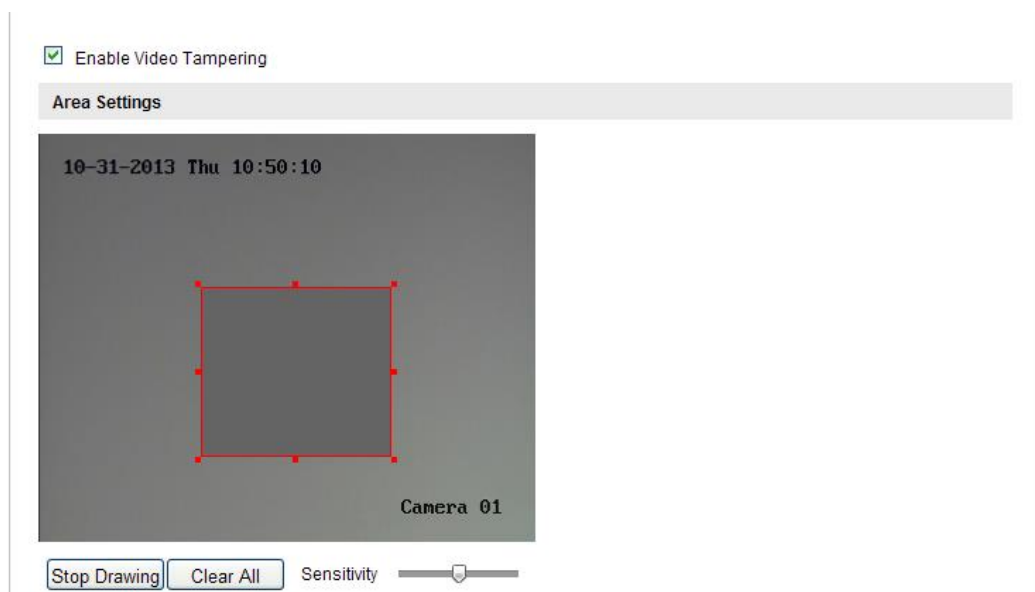 Enable Video Tampering
Area Settings
10-31-2013 Thu 10:50:10
Camera 01
Stop Drawing Clear All Sensitivity